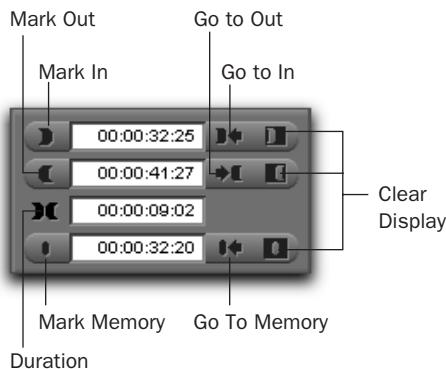 Mark Out
Go to Out
Mark In
Go to In
00:00:32:25
00:00:41:27
00:00:09:02
00:00:32:20
Clear
Display
Mark Memory
Go To Memory
Duration